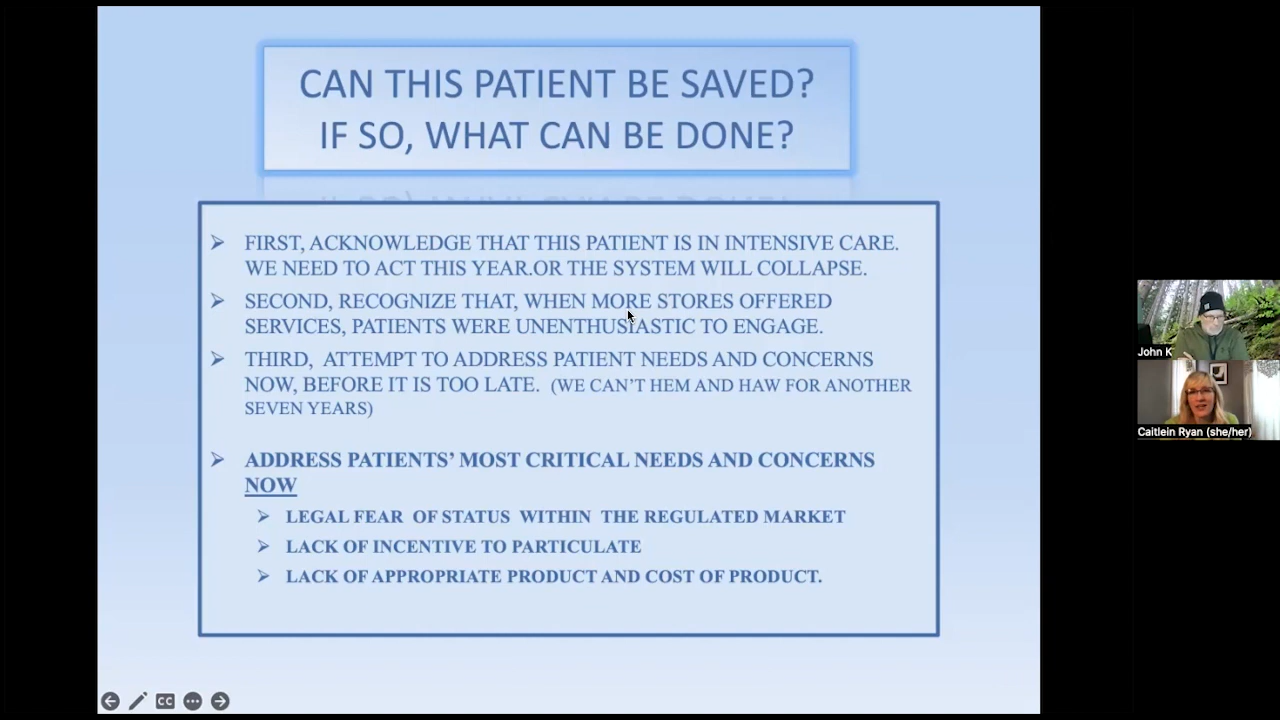 CAN THIS PATIENT BE SAVED?
IF SO, WHAT CAN BE DONE?
FIRST, ACKNOWLEDGE THAT THIS PATIENT IS IN INTENSIVE CARE.
WE NEED TO ACT THIS YEAR.OR THE SYSTEM WILL COLLAPSE.
SECOND, RECOGNIZE THAT, WHEN MORE STORES OFFERED
SERVICES, PATIENTS WERE UNENTHUSIASTIC TO ENGAGE.
THIRD, ATTEMPT TO ADDRESS PATIENT NEEDS AND CONCERNS
NOW, BEFORE IT IS TOO LATE. (WE CAN'T HEM AND HAW FOR ANOTHER
SEVEN YEARS)
ADDRESS PATIENTS' MOST CRITICAL NEEDS AND CONCERNS
NOW
LEGAL FEAR OF STATUS WITHIN THE REGULATED MARKET
LACK OF INCENTIVE TO PARTICULATE
LACK OF APPROPRIATE PRODUCT AND COST OF PRODUCT.
CC
John K
Caitlein Ryan (she/her)